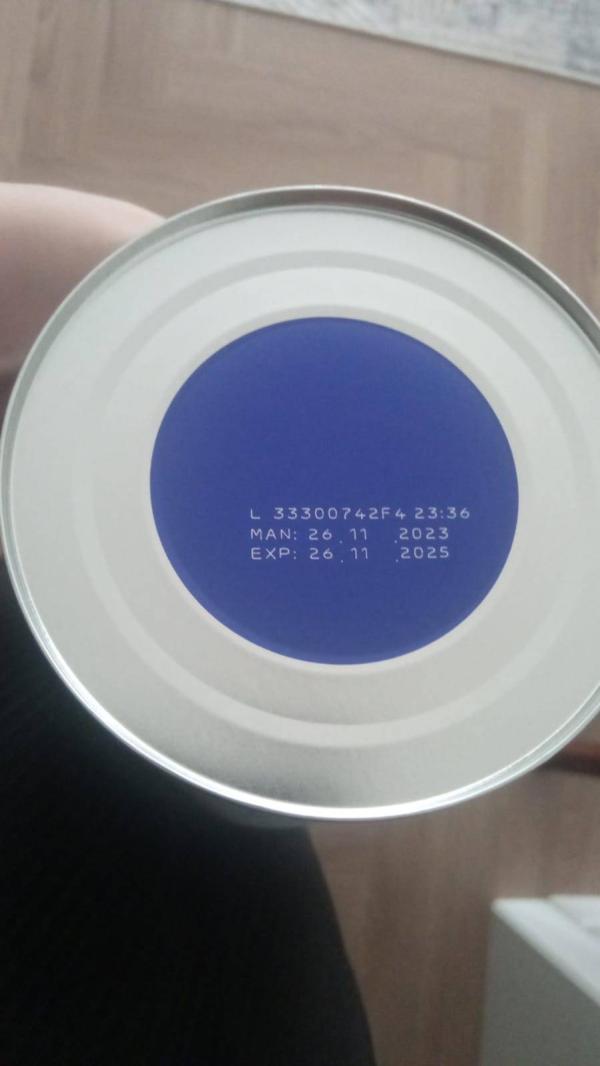 L 33300742F4 23:36
MAN: 26.11 .2023
EXP: 26.11 .2025